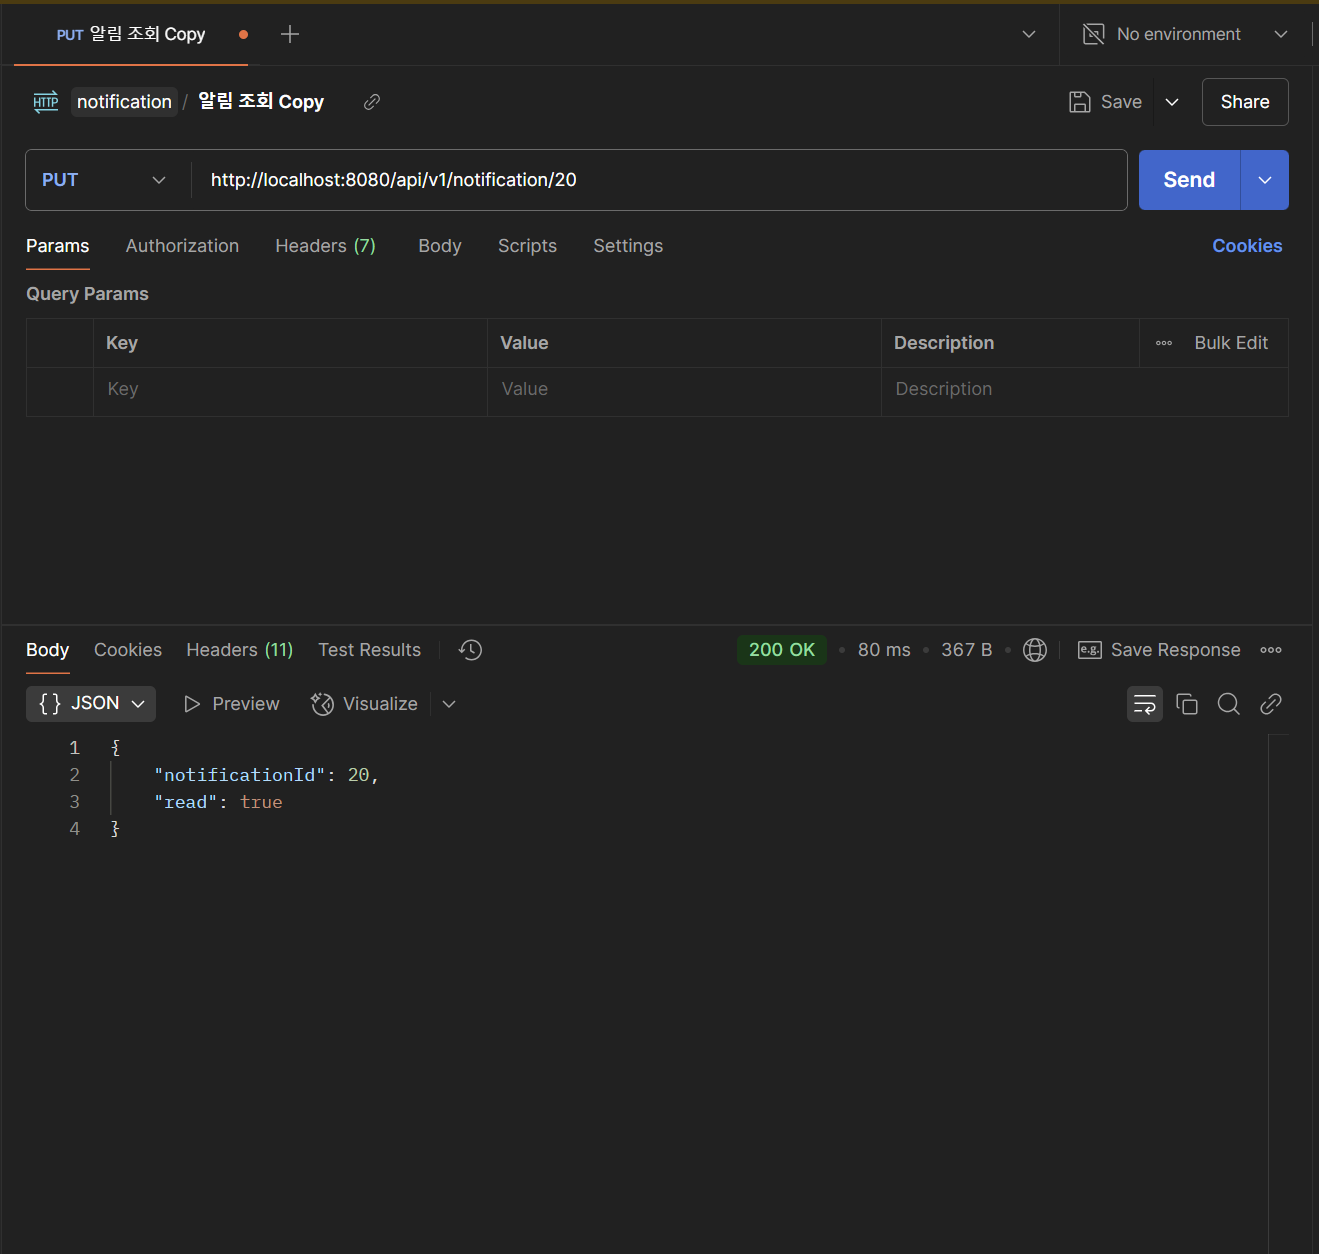 PUT 알림 조회 Copy
No environment
HTTP notification / 알림 조회 Copy
Save
Share
PUT
http://localhost:8080/api/v1/notification/20
Send
Params Authorization Headers (7) Body Scripts Settings
Cookies
Query Params
Key Value Description Bulk Edit
Key Value Description
Body Cookies Headers (11) Test Results
200 OK • 80 ms • 367 B •
e.g. Save Response
{} JSON Preview Visualize
1 {
2 "notificationId": 20,
3 "read": true
4 }